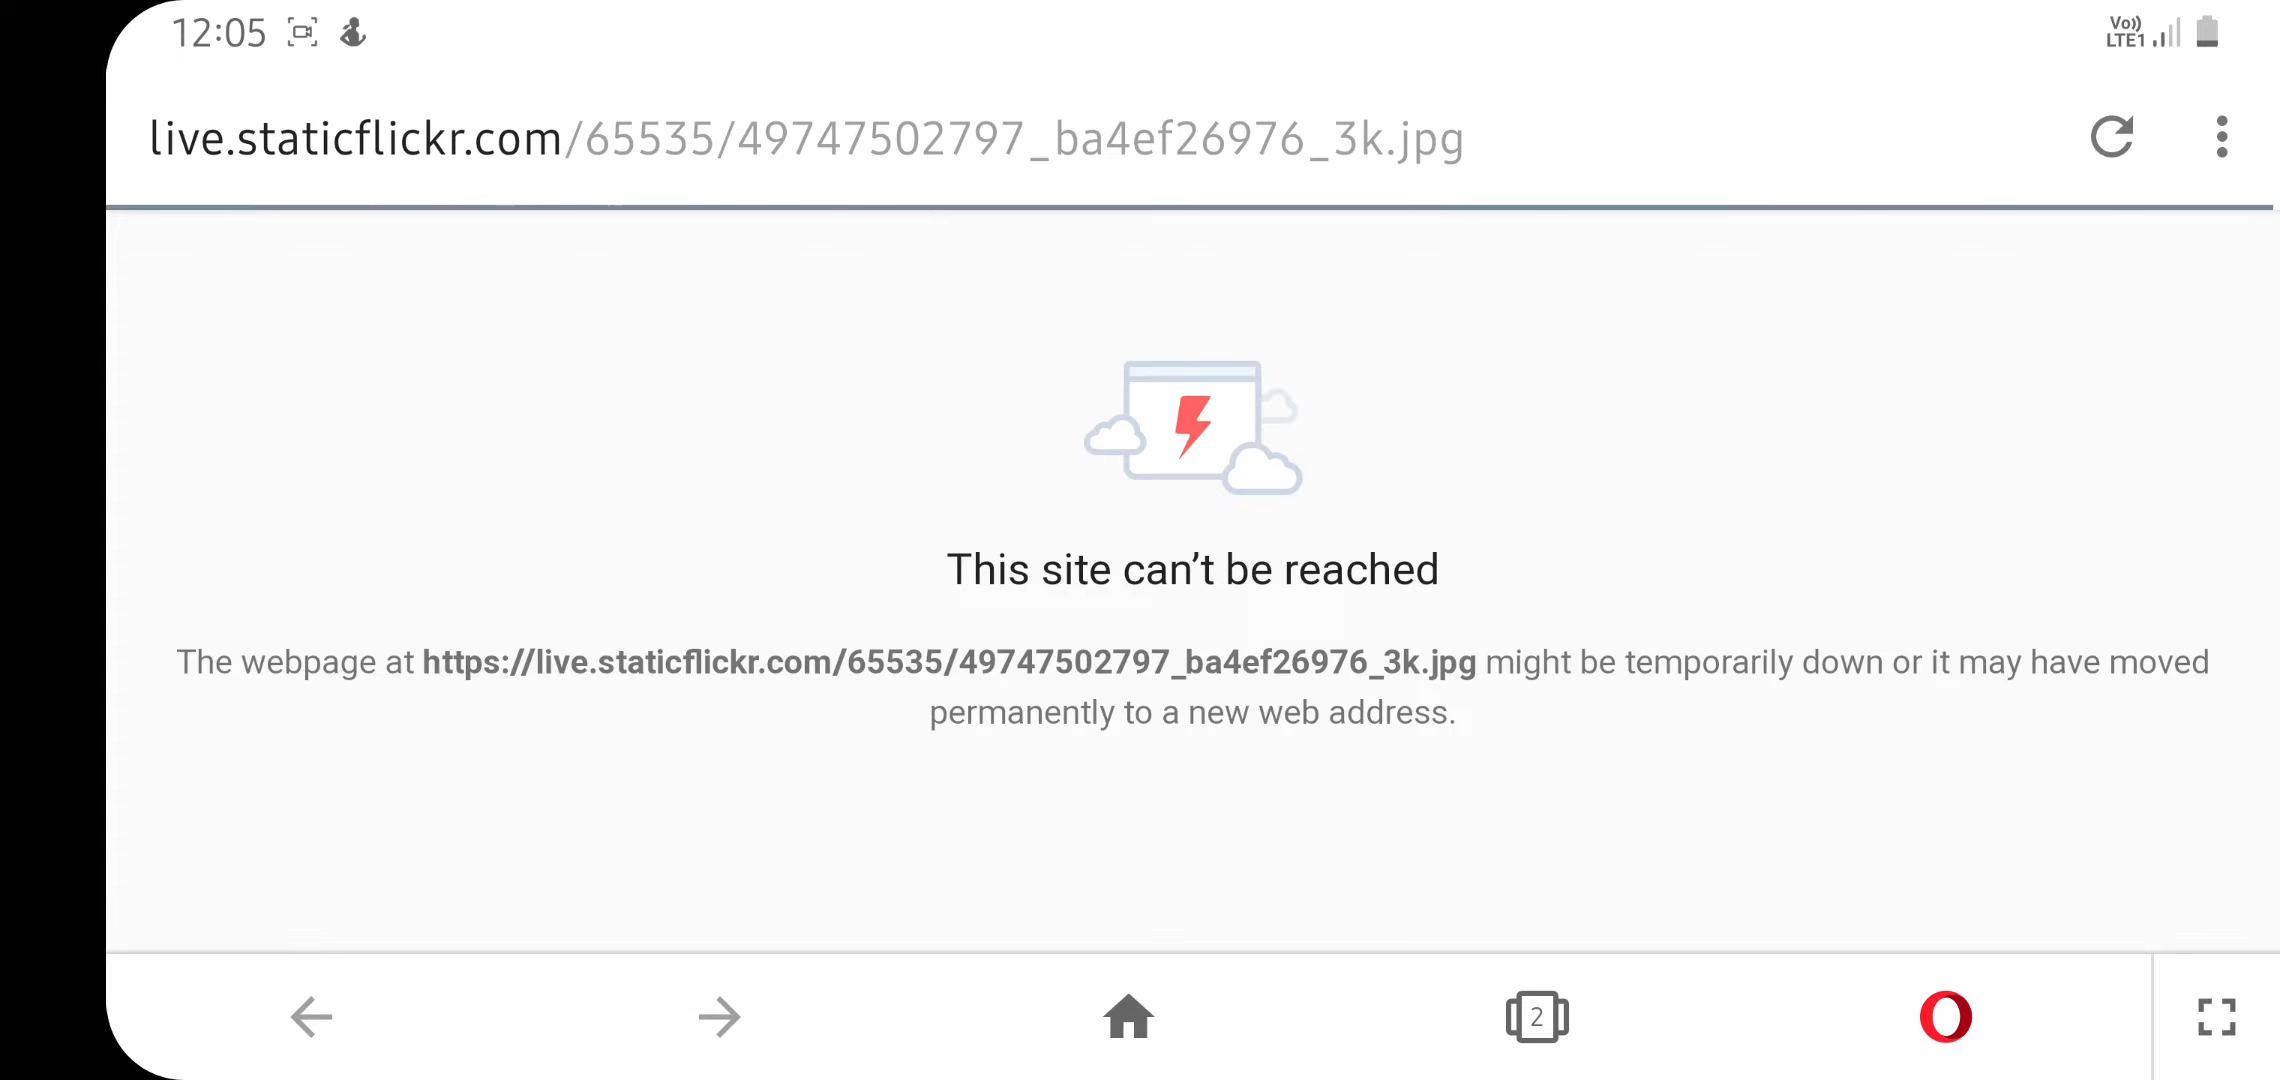 12:05
Vo))
LTE1
live.staticflickr.com/65535/49747502797_ba4ef26976_3k.jpg
This site can’t be reached
The webpage at https://live.staticflickr.com/65535/49747502797_ba4ef26976_3k.jpg might be temporarily down or it may have moved
permanently to a new web address.
2